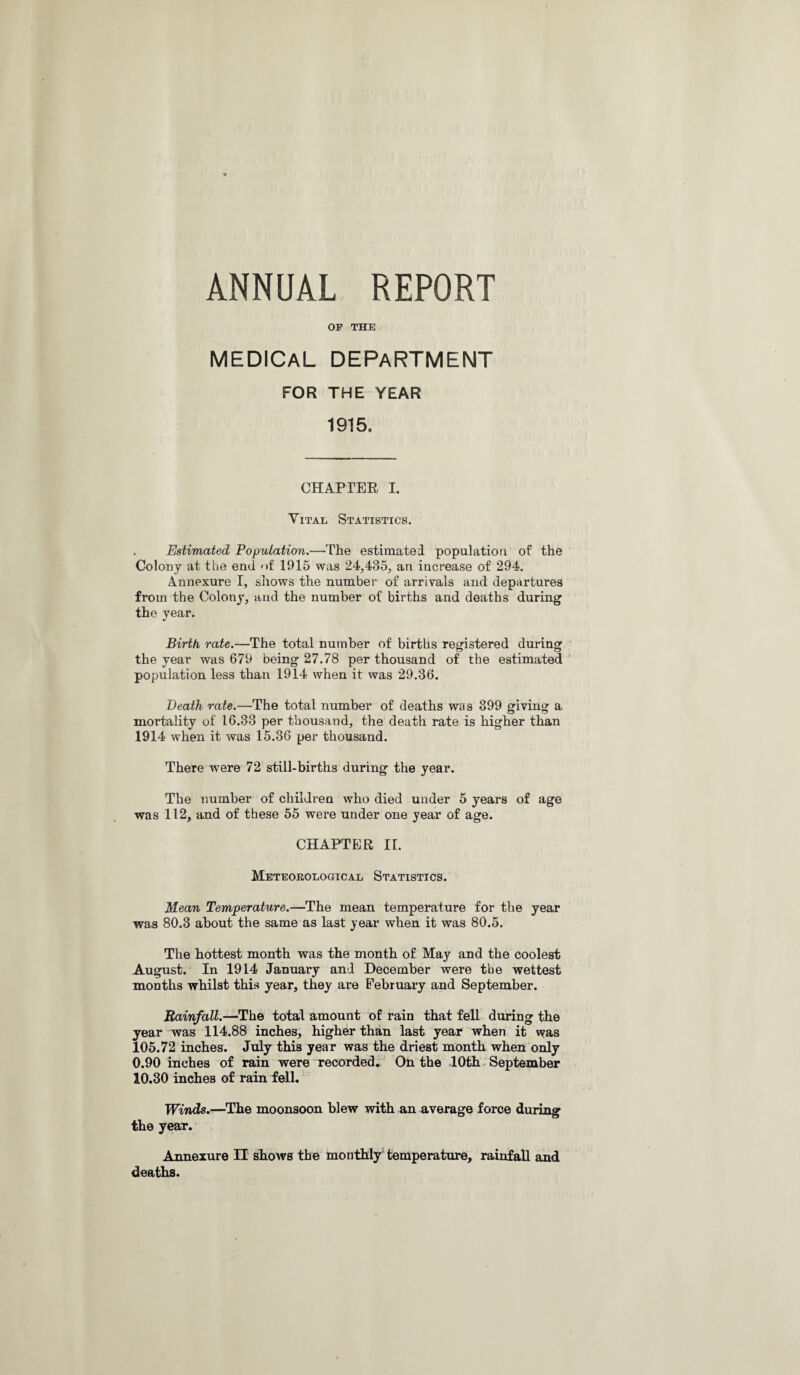 ANNUAL REPORT
OF THE
MEDICAL DEPARTMENT
FOR THE YEAR
1915.
CHAPTER I.
VITAL STATISTICS.
Estimated Population.—The estimated population of the
Colony at the end of 1915 was 24,435, an increase of 294.
Annexure I, shows the number of arrivals and departures
from the Colony, and the number of births and deaths during
the year.
Birth rate.—The total number of births registered during
the year was 679 being 27.78 per thousand of the estimated
population less than 1914 when it was 29.36.
Death rate.—The total number of deaths was 399 giving a
mortality of 16.33 per thousand, the death rate is higher than
1914 when it was 15.36 per thousand.
There were 72 still-births during the year.
The number of children who died under 5 years of age
was 112, and of these 55 were under one year of age.
CHAPTER II.
METEOROLOGICAL STATISTICS.
Mean Temperature.—The mean temperature for the year
was 80.3 about the same as last year when it was 80.5.
The hottest month was the month of May and the coolest
August. In 1914 January and December were the wettest
months whilst this year, they are February and September.
Rainfall.—The total amount of rain that fell during the
year was 114.88 inches, higher than last year when it was
105.72 inches. July this year was the driest month when only
0.90 inches of rain were recorded. On the 10th September
10.30 inches of rain fell.
Winds.—The moonsoon blew with an average force during
the year.
Annexure II shows the monthly temperature, rainfall and
deaths.